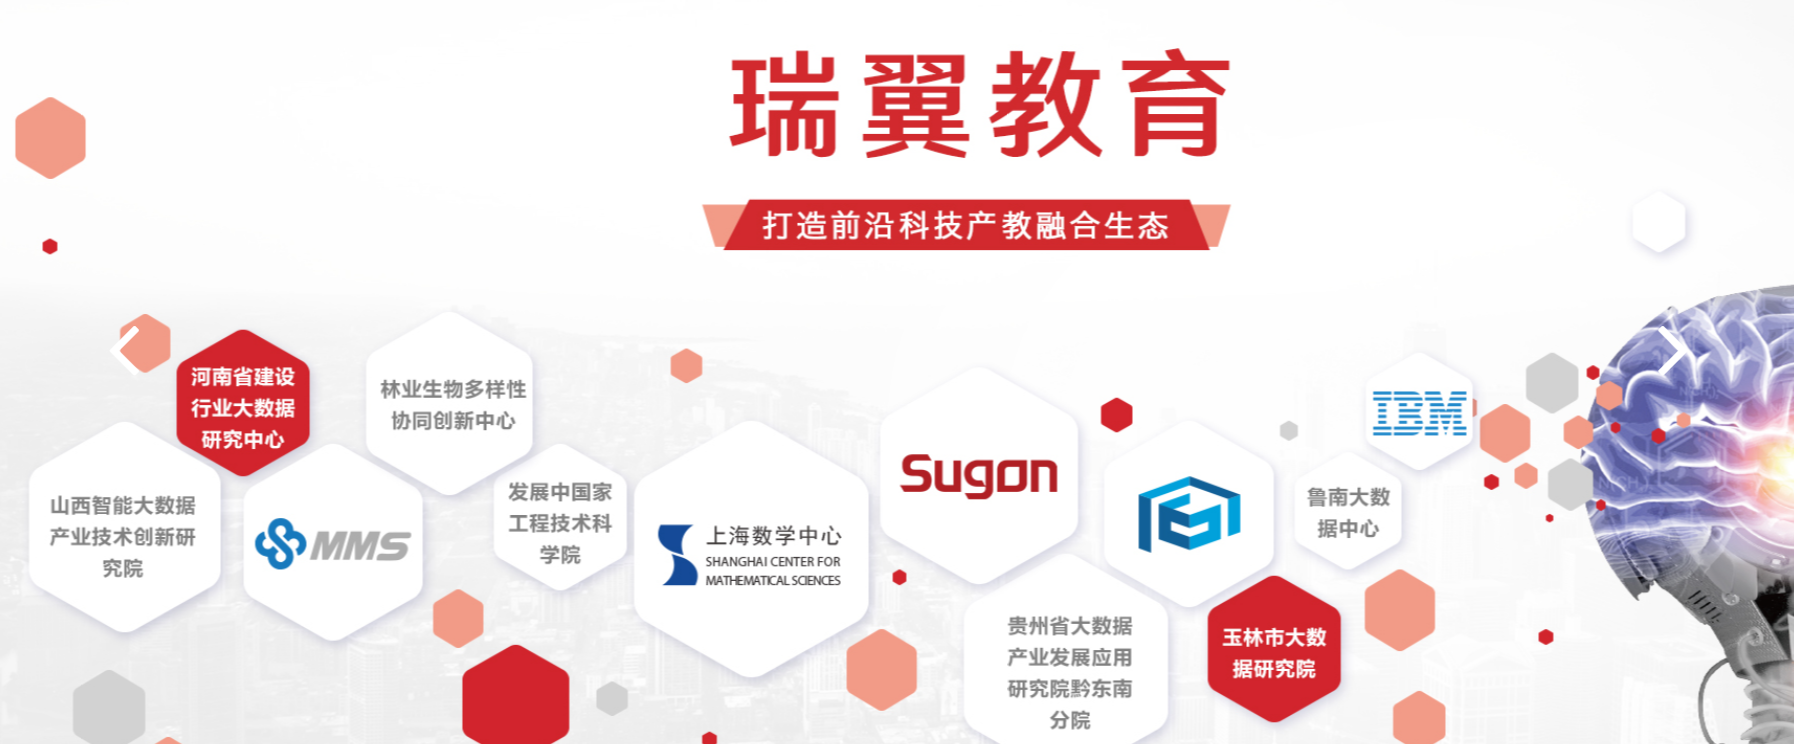 瑞翼教育
打造前沿科技产教融合生态
河南省建设
行业大数据
研究中心
林业生物多样性
协同创新中心
山西智能大数据
产业技术创新研
究院
MMS
发展中国家
工程技术科
学院
上海数学中心
SHANGHAI CENTER FOR
MATHEMATICAL SCIENCES
Sugon
IBM
鲁南大数
据中心
贵州省大数据
产业发展应用
研究院黔东南
分院
玉林市大数
据研究院